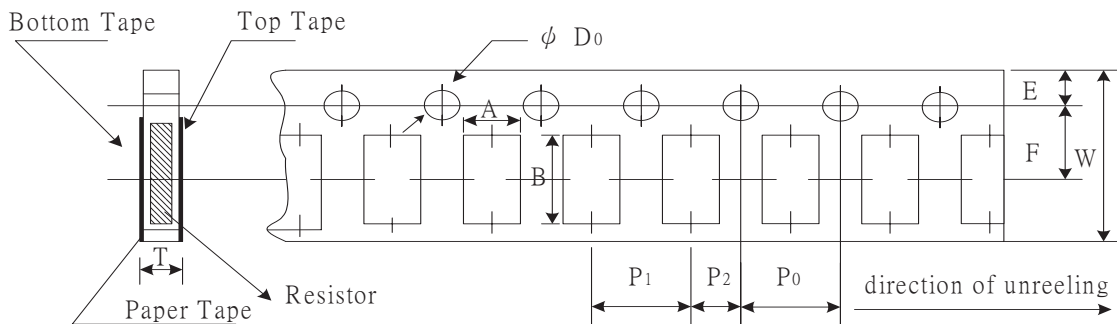 Bottom Tape
Top Tape
ϕ D0
A
E
B
F
W
T
P1
P2
P0
Resistor
Paper Tape
direction of unreeling